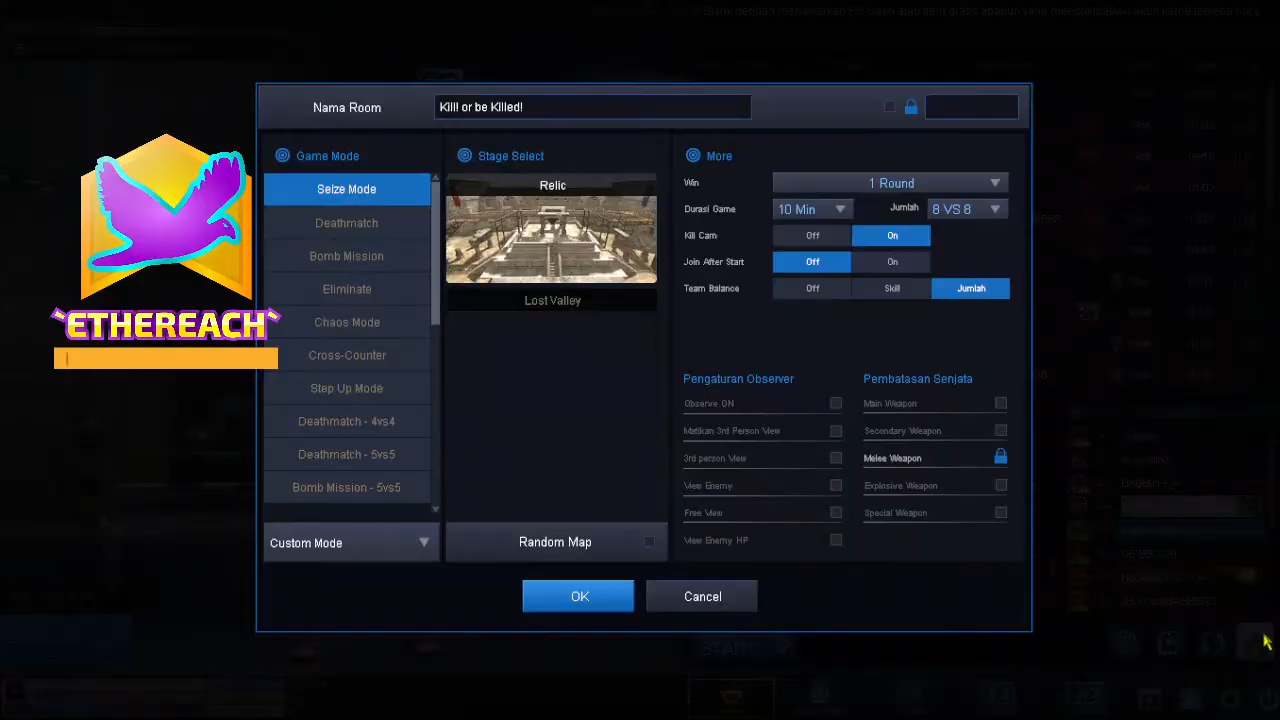 Nama Room
Kill! or be Killed!
Game Mode
Seize Mode
Deathmatch
Bomb Mission
Eliminate
Chaos Mode
Cross-Counter
Step Up Mode
Deathmatch - 4vs4
Deathmatch - 5vs5
Bomb Mission - 5vs5
Custom Mode
Stage Select
Relic
Lost Valley
Random Map
More
Win 1 Round
Durasi Game 10 Min Jumlah 8 VS 8
Kill Cam Off On
Join After Start Off On
Team Balance Off Skill Jumlah
Pengaturan Observer
Observe ON
Matikan 3rd Person View
3rd person View
View Enemy
Free View
View Enemy HP
Pembatasan Senjata
Main Weapon
Secondary Weapon
Melee Weapon
Explosive Weapon
Special Weapon
OK
Cancel
`ETHEREACH`
START